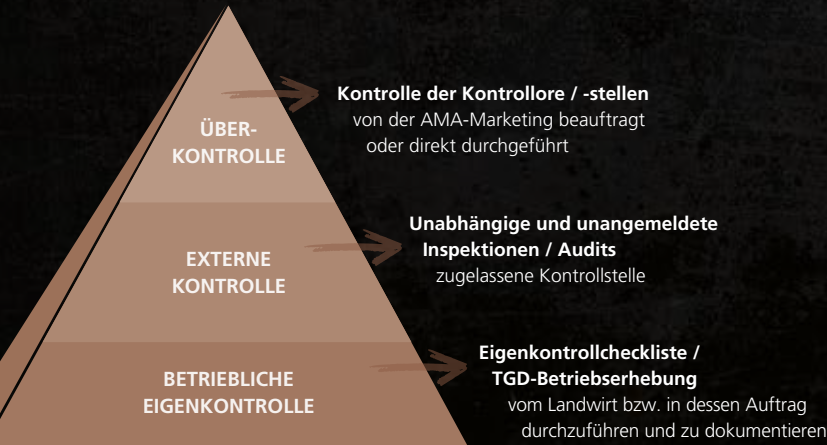 ÜBER-
KONTROLLE
Kontrolle der Kontrollore / -stellen
von der AMA-Marketing beauftragt
oder direkt durchgeführt
EXTERNE
KONTROLLE
Unabhängige und unangemeldete
Inspektionen / Audits
zugelassene Kontrollstelle
BETRIEBLICHE
EIGENKONTROLLE
Eigenkontrollcheckliste /
TGD-Betriebserhebung
vom Landwirt bzw. in dessen Auftrag
durchzuführen und zu dokumentieren